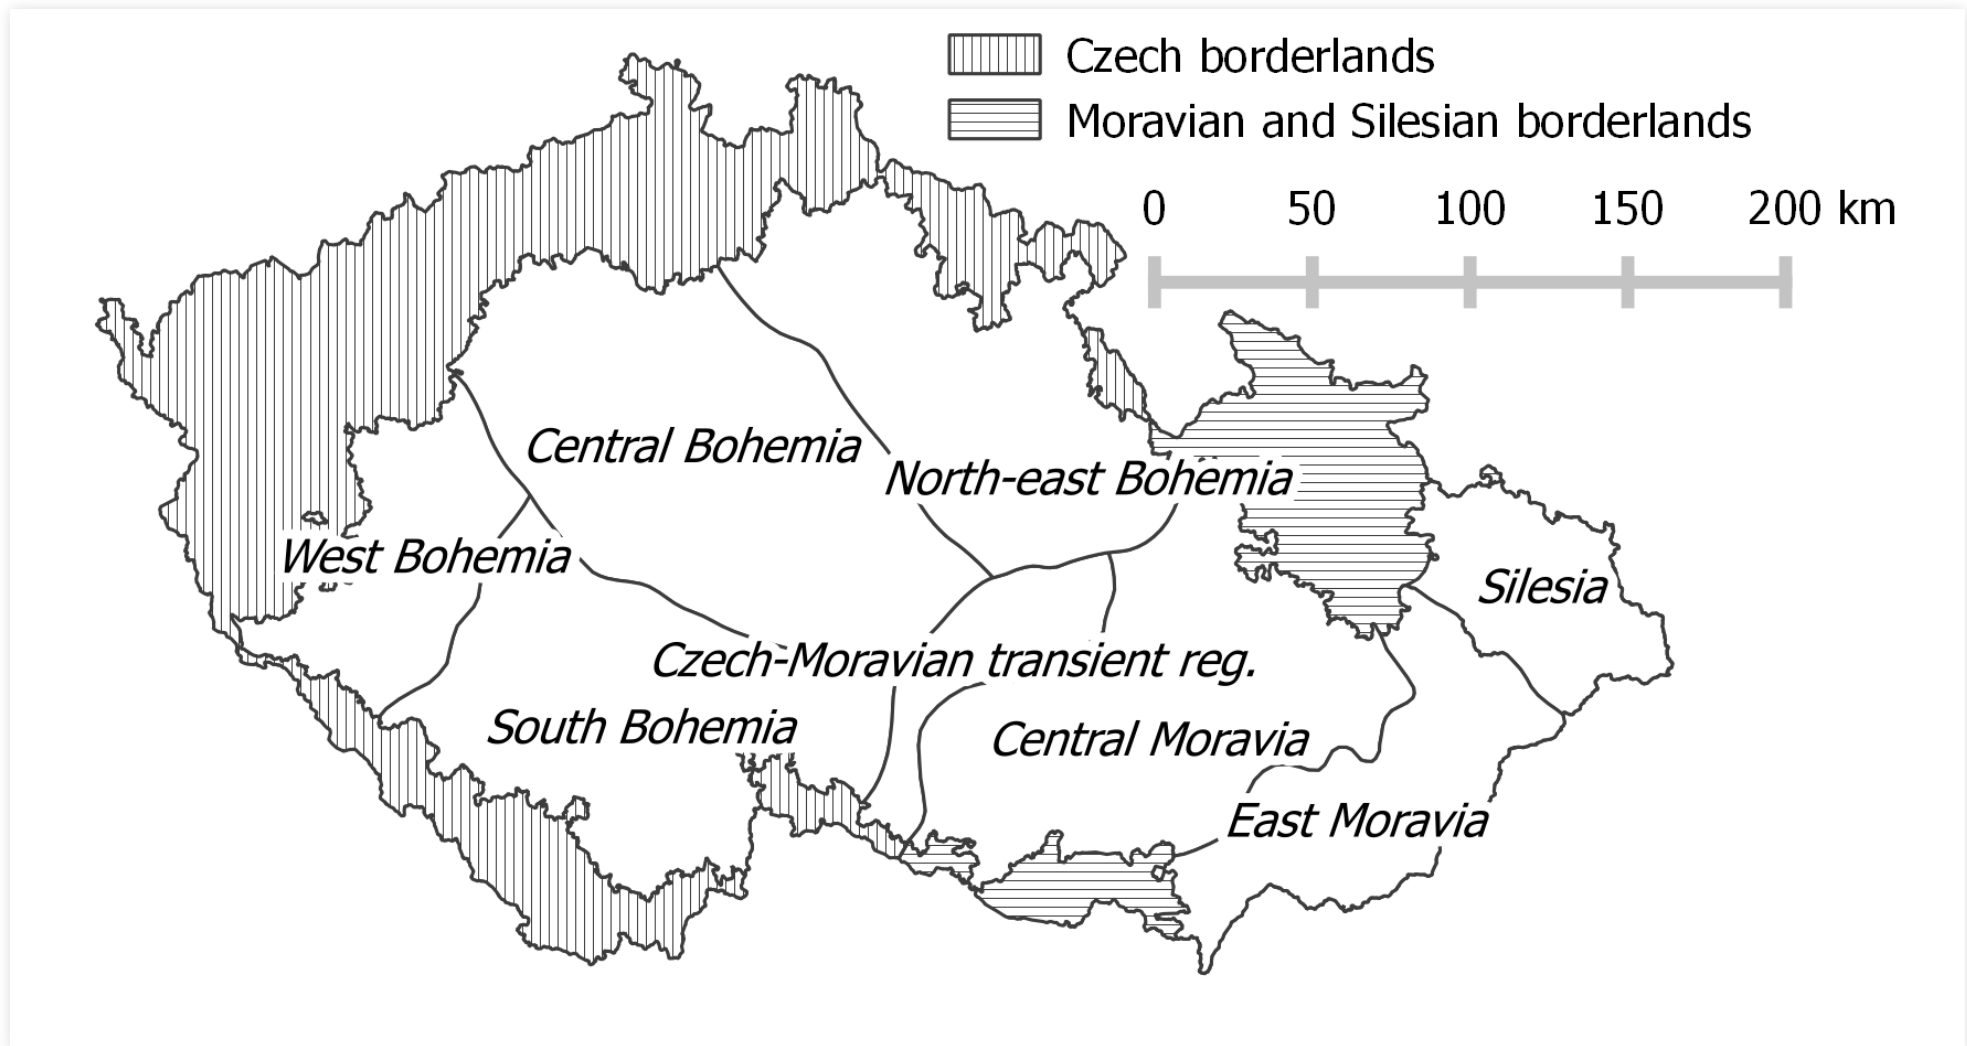 Czech borderlands
Moravian and Silesian borderlands
0 50 100 150 200 km
Central Bohemia
North-east Bohemia
West Bohemia
Silesia
Czech-Moravian transient reg.
South Bohemia
Central Moravia
East Moravia